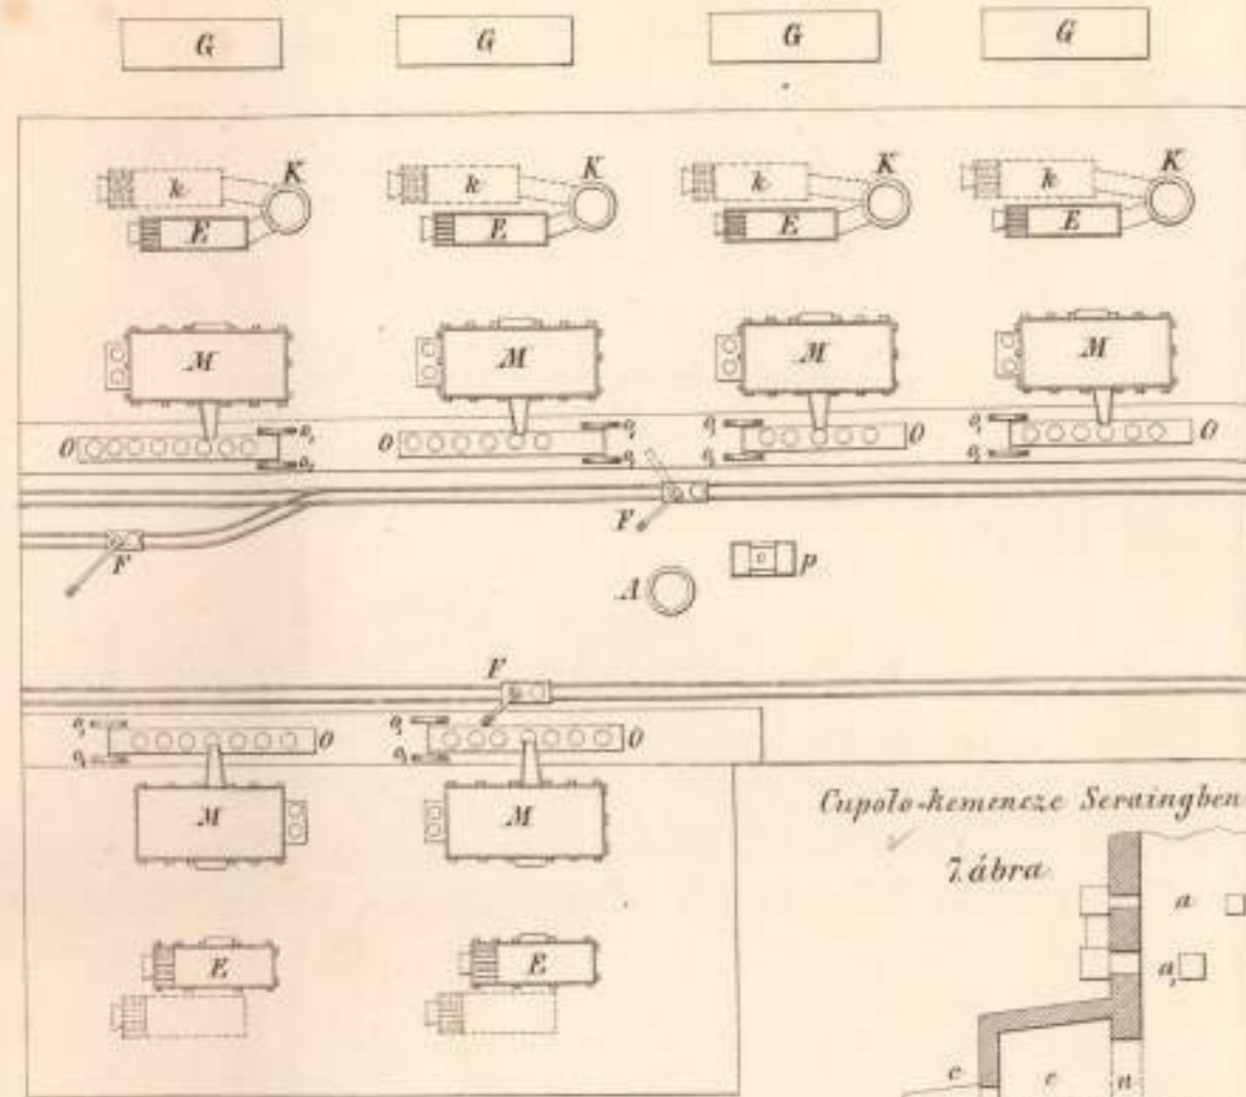 G G G G
K K K K
k k k k
E E E E
M M M M
O O O O
F
F
A p
F
O O
M M
Cupolo-kemencze Seraingben
7. ábra
a
a,
E E
c c n